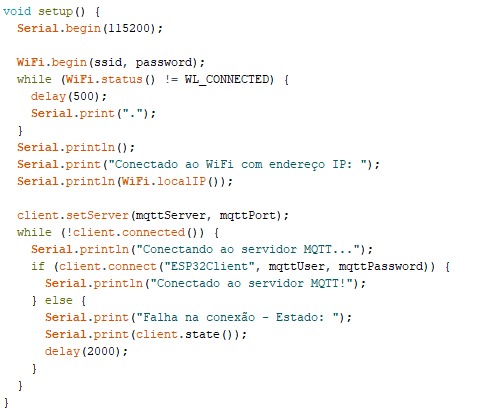 void setup() {
  Serial.begin(115200);

  WiFi.begin(ssid, password);
  while (WiFi.status() != WL_CONNECTED) {
    delay(500);
    Serial.print(".");
  }
  Serial.println();
  Serial.print("Conectado ao WiFi com endereço IP: ");
  Serial.println(WiFi.localIP());

  client.setServer(mqttServer, mqttPort);
  while (!client.connected()) {
    Serial.println("Conectando ao servidor MQTT...");
    if (client.connect("ESP32Client", mqttUser, mqttPassword)) {
      Serial.println("Conectado ao servidor MQTT!");
    } else {
      Serial.print("Falha na conexão - Estado: ");
      Serial.print(client.state());
      delay(2000);
    }
  }
}